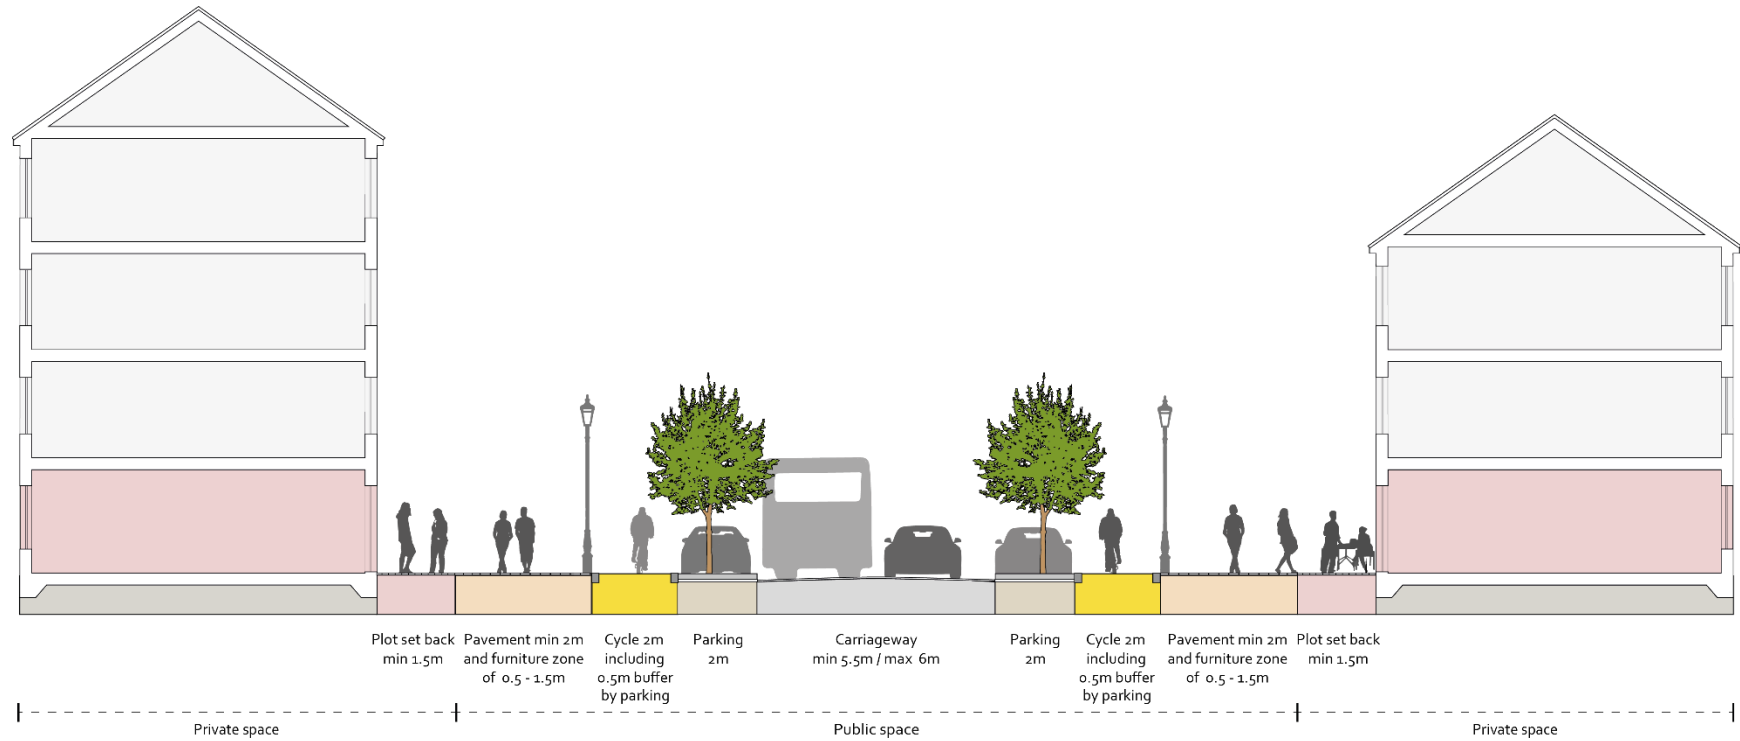 Plot set back
min 1.5m
Pavement min 2m
and furniture zone
of 0.5 - 1.5m
Cycle 2m
including
0.5m buffer
by parking
Parking
2m
Carriageway
min 5.5m / max 6m
Parking
2m
Cycle 2m
including
0.5m buffer
by parking
Pavement min 2m
and furniture zone
of 0.5 - 1.5m
Plot set back
min 1.5m
Private space
Public space
Private space